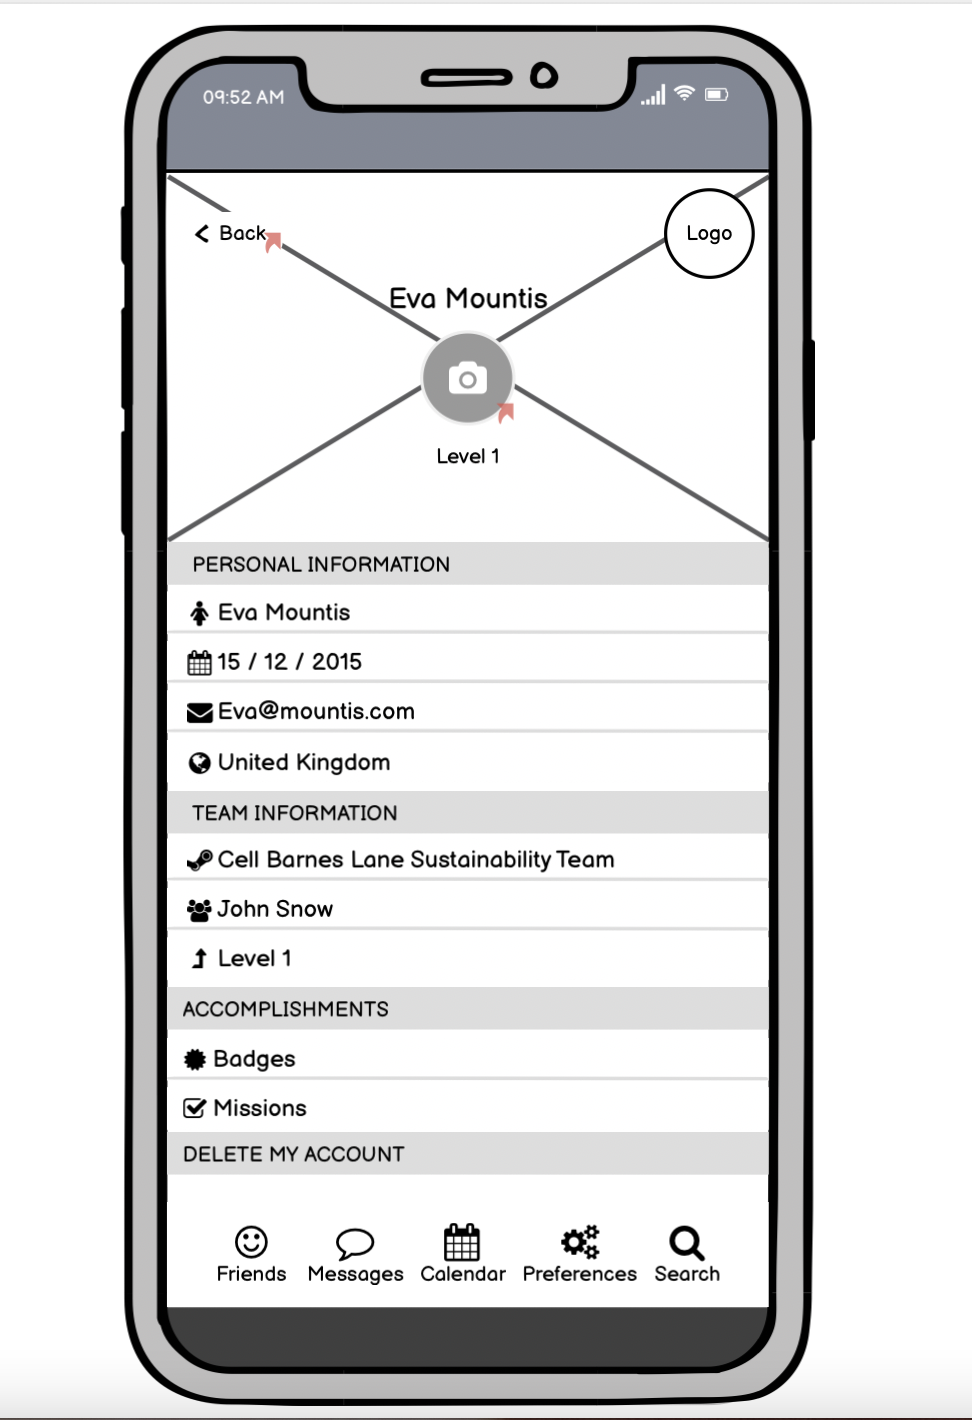 09:52 AM
Back
Logo
Eva Mountis
Level 1
PERSONAL INFORMATION
Eva Mountis
15 / 12 / 2015
Eva@mountis.com
United Kingdom
TEAM INFORMATION
Cell Barnes Lane Sustainability Team
John Snow
Level 1
ACCOMPLISHMENTS
Badges
Missions
DELETE MY ACCOUNT
Friends Messages Calendar Preferences Search